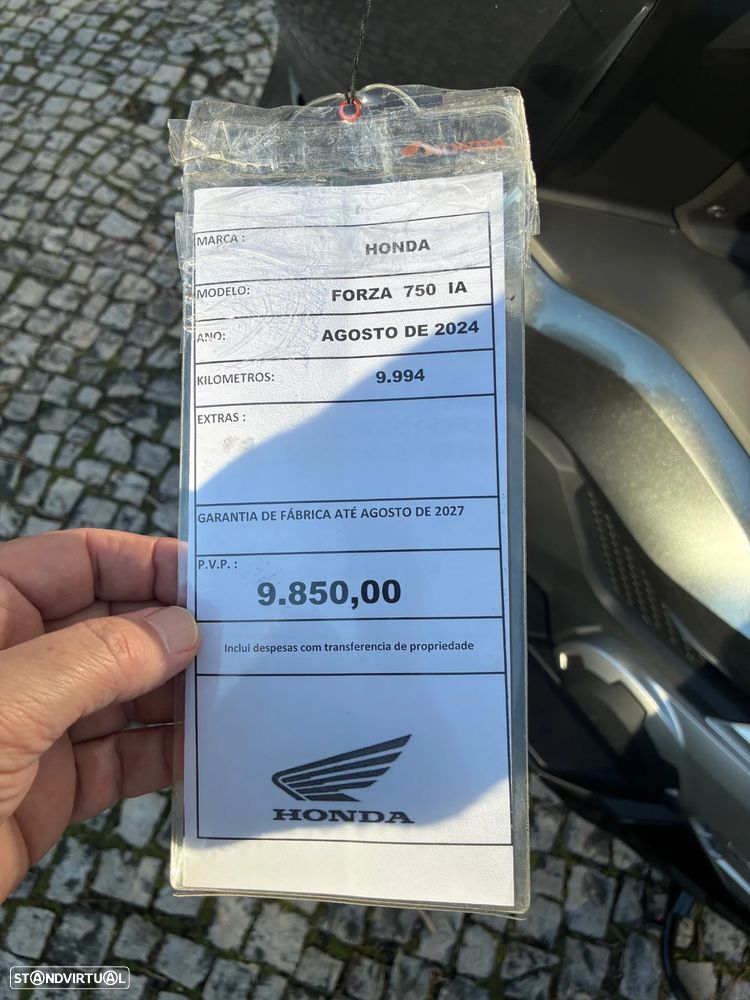 HONDA
MARCA : HONDA
MODELO: FORZA 750 IA
ANO: AGOSTO DE 2024
KILOMETROS: 9.994
EXTRAS :
GARANTIA DE FÁBRICA ATÉ AGOSTO DE 2027
P.V.P. :
9.850,00
Inclui despesas com transferencia de propriedade
HONDA
STANDVIRTUAL